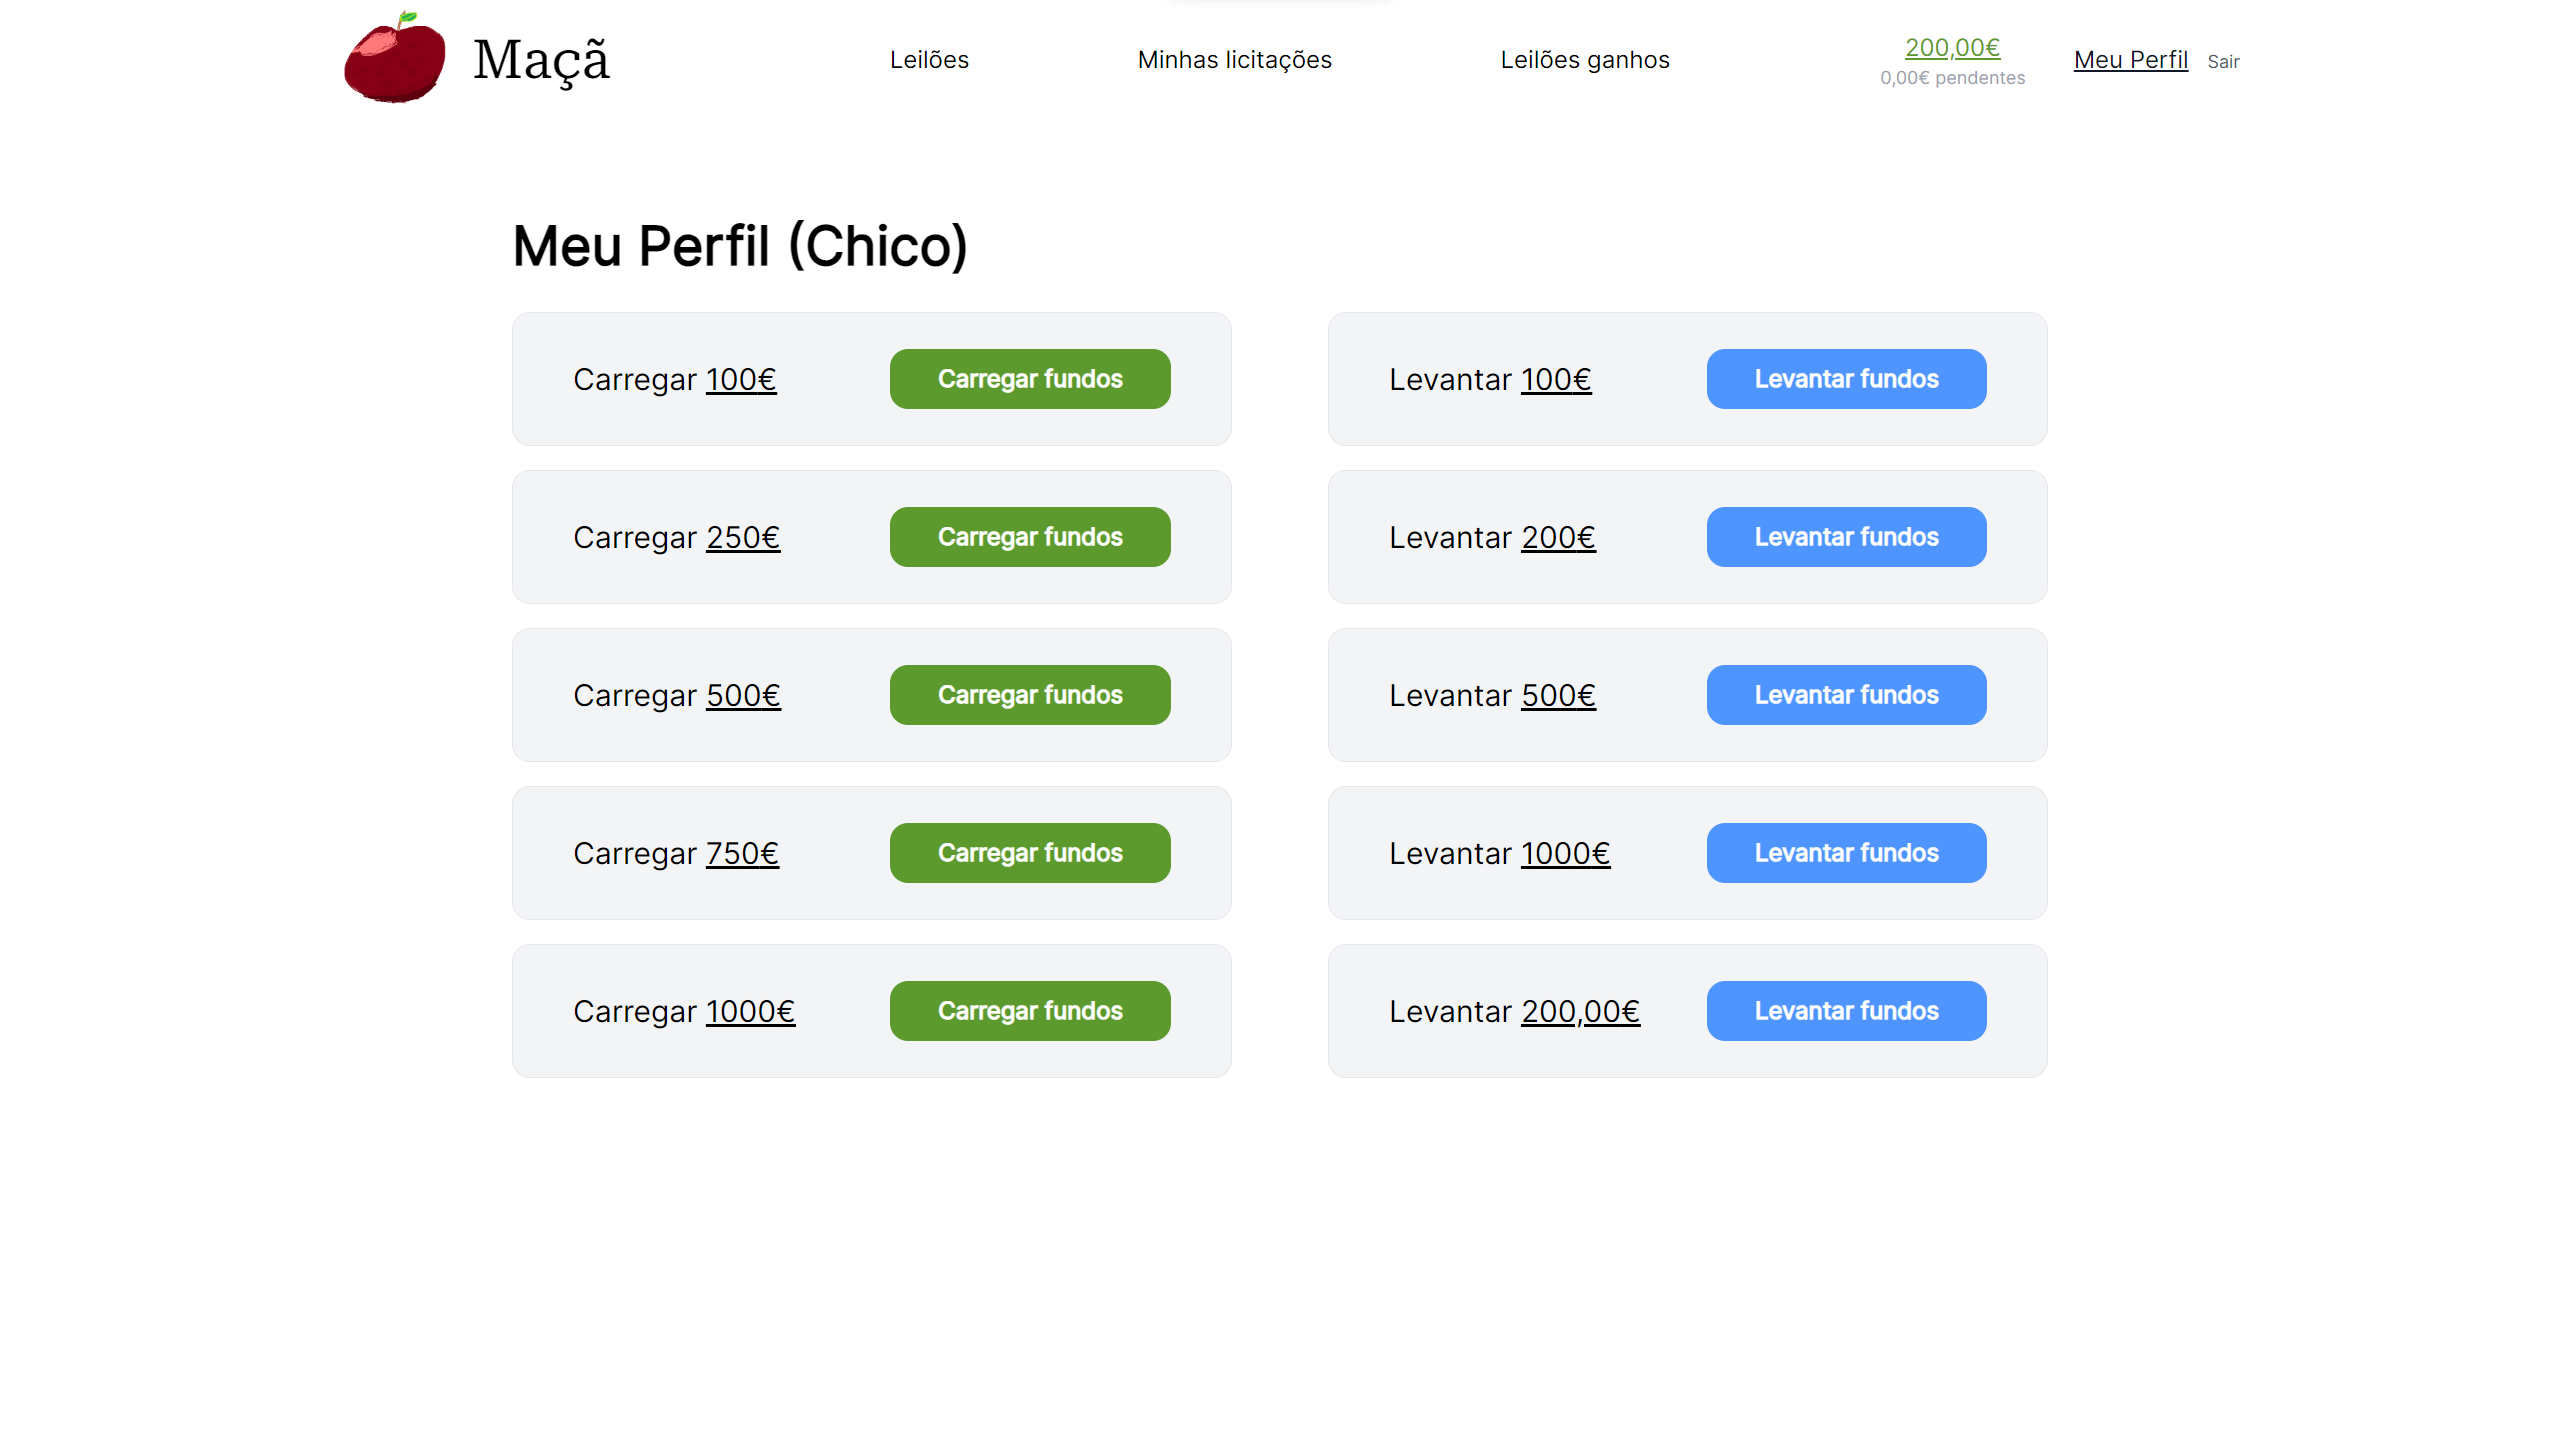 Maçã
Leilões
Minhas licitações
Leilões ganhos
200,00€
0,00€ pendentes
Meu Perfil
Sair
Meu Perfil (Chico)
Carregar 100€
Carregar fundos
Levantar 100€
Levantar fundos
Carregar 250€
Carregar fundos
Levantar 200€
Levantar fundos
Carregar 500€
Carregar fundos
Levantar 500€
Levantar fundos
Carregar 750€
Carregar fundos
Levantar 1000€
Levantar fundos
Carregar 1000€
Carregar fundos
Levantar 200,00€
Levantar fundos